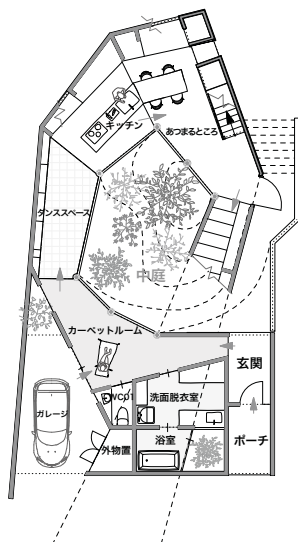 キッチン
あつまるところ
ダンススペース
中庭
カーペットルーム
玄関
WC01
洗面脱衣室
ガレージ
浴室
ポーチ
外物置